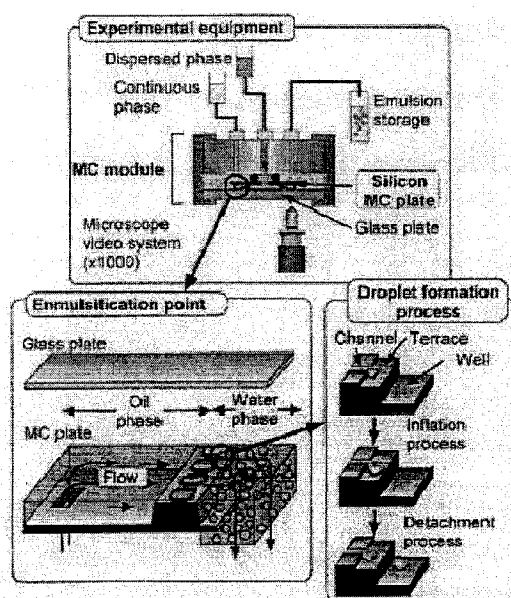 Experimental equipment
Dispersed phase
Continuous
phase
Emulsion
storage
MC module
Silicon
MC plate
Glass plate
Microscope
video system
(x1000)
Enmulsification point
Glass plate
Oil
phase
Water
phase
MC plate
Flow
Droplet formation
process
Channel
Terrace
Well
Inflation
process
Detachment
process